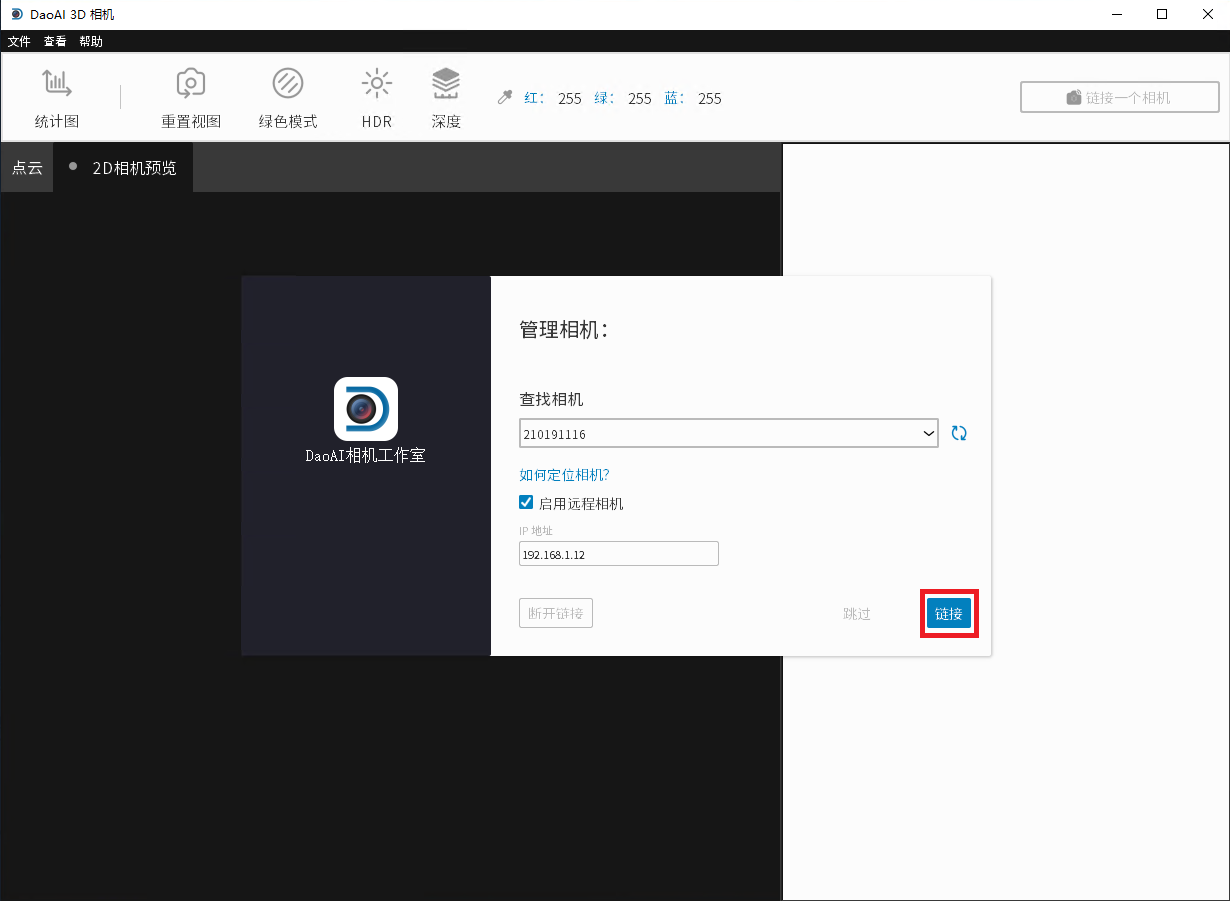 DaoAI 3D 相机
文件 查看 帮助
统计图 重置视图 绿色模式 HDR 深度 红: 255 绿: 255 蓝: 255 链接一个相机
点云 2D相机预览
管理相机:
查找相机
210191116
DaoAI相机工作室
如何定位相机?
启用远程相机
IP 地址
192.168.1.12
断开链接 跳过 链接